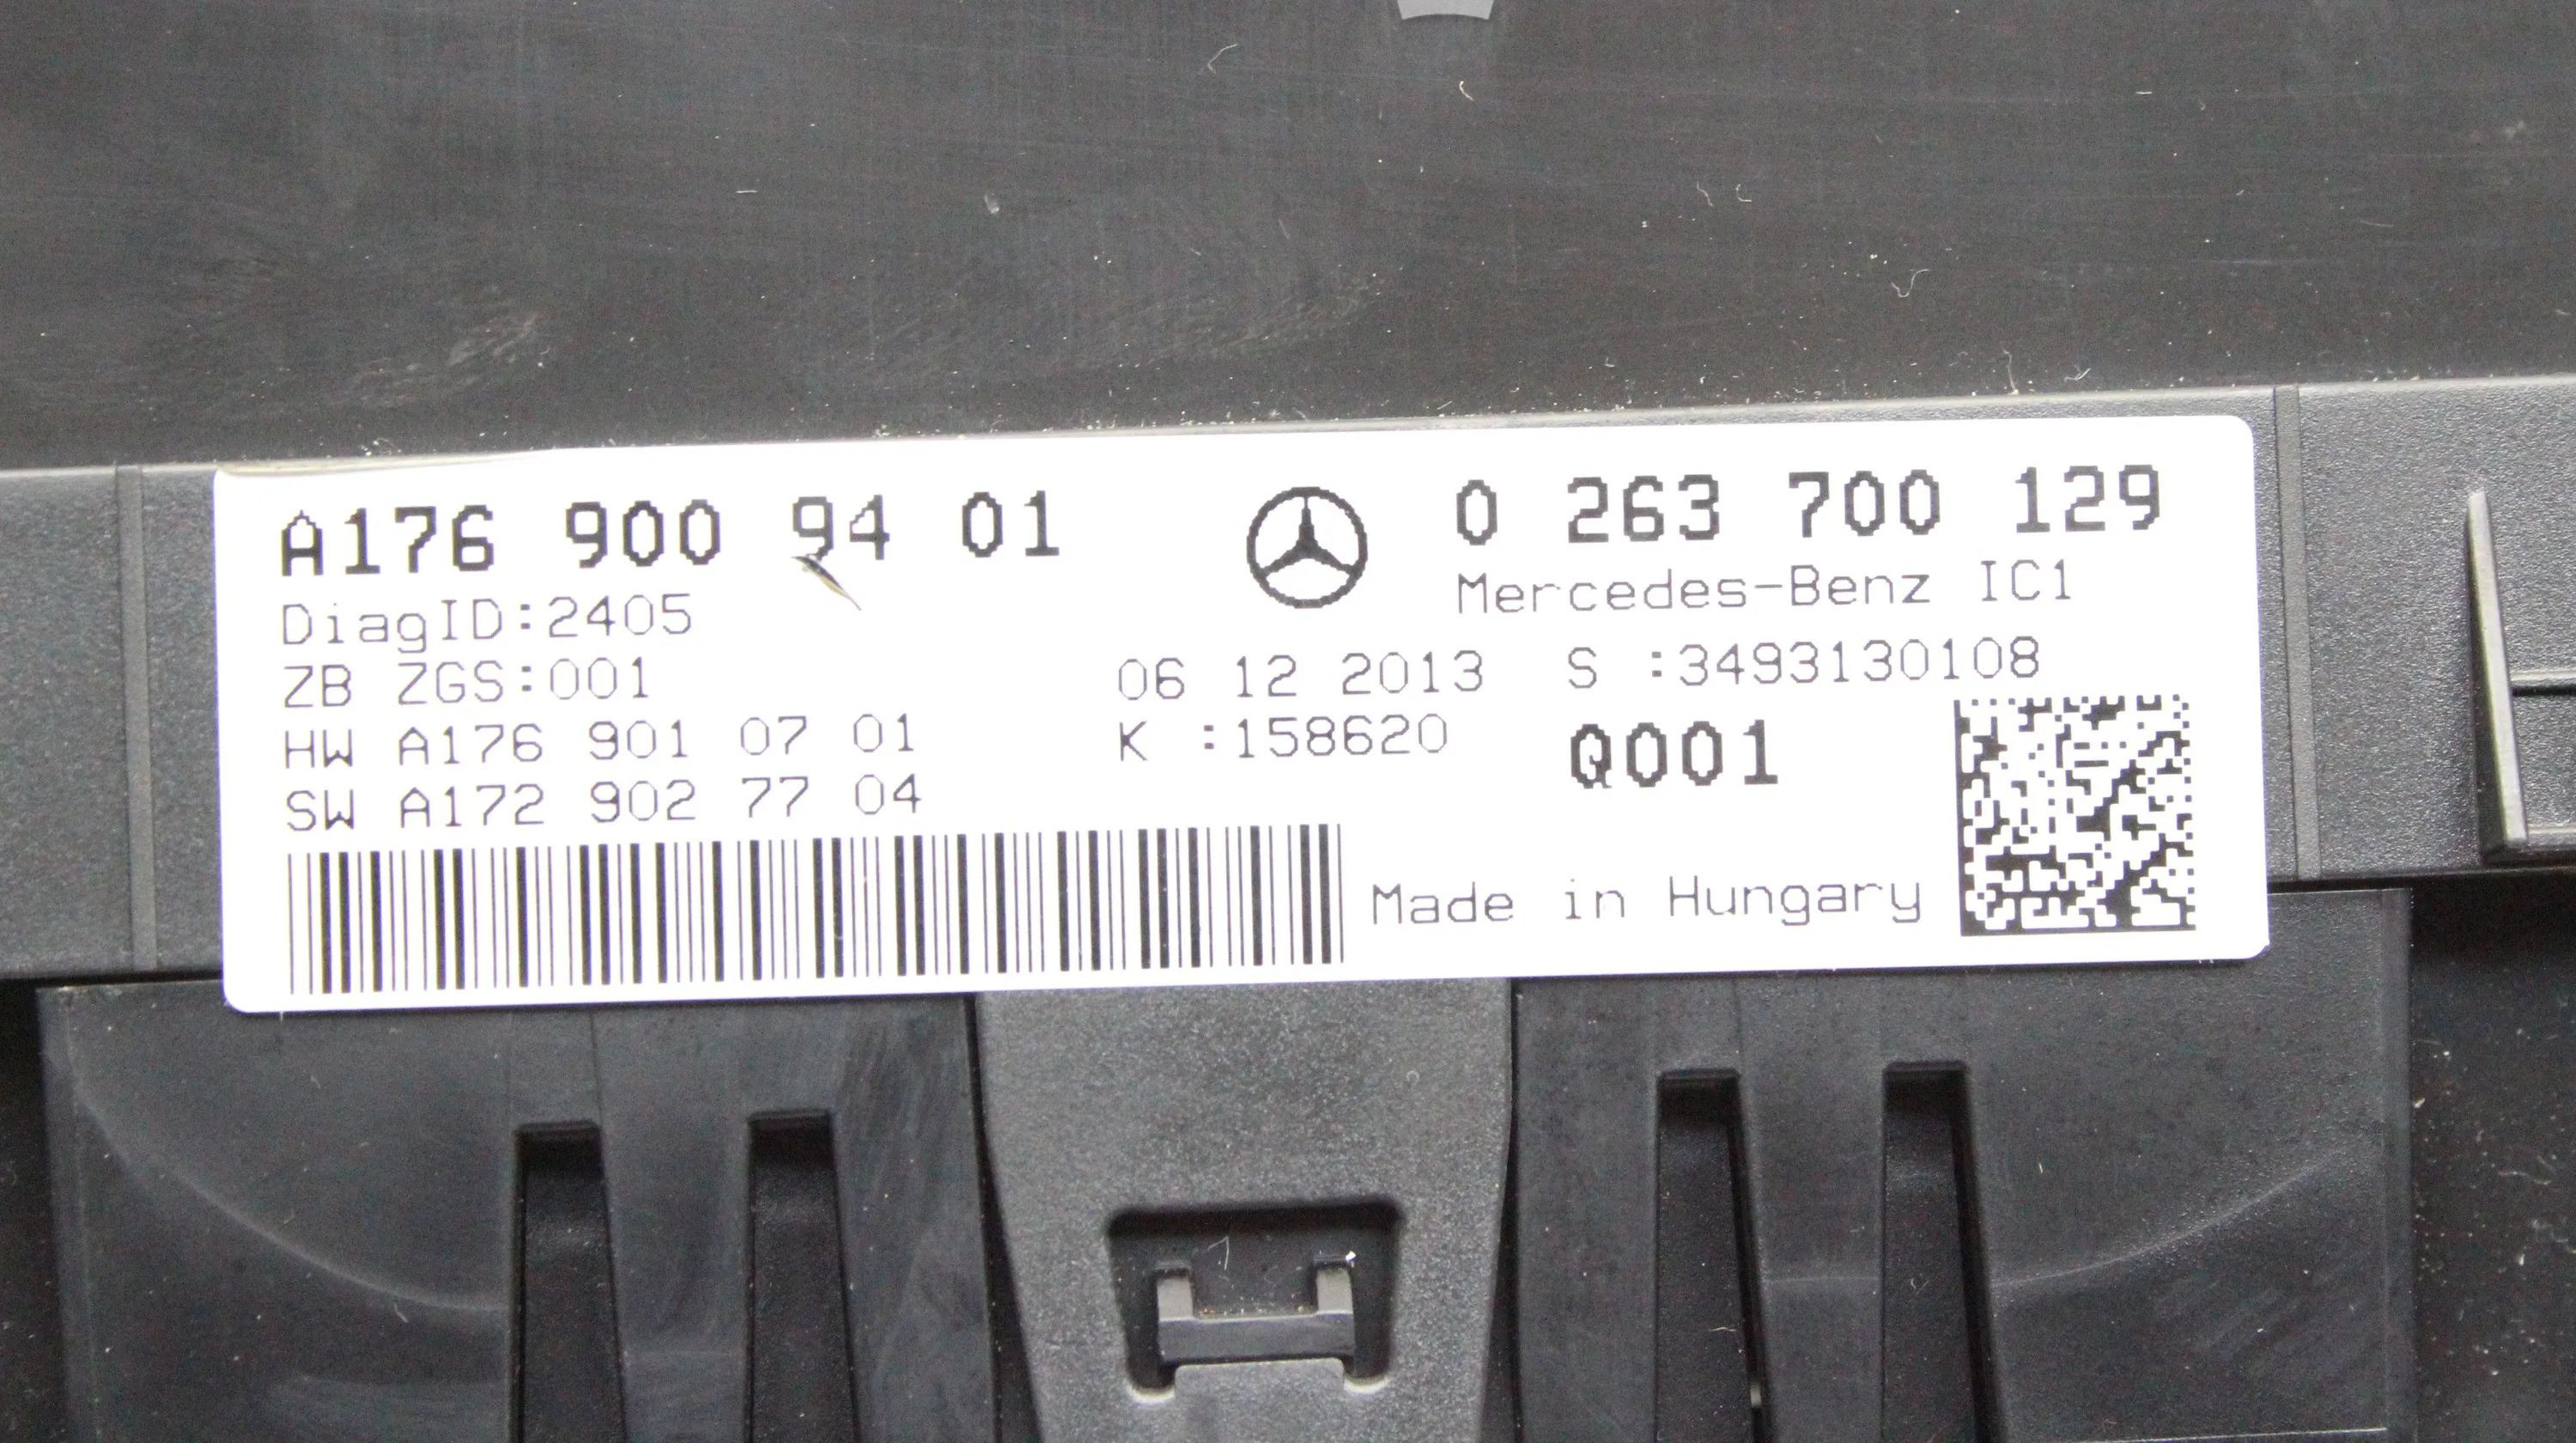 A176 900 94 01
DiagID:2405
ZB ZGS:001
HW A176 901 07 01
SW A172 902 77 04
0 263 700 129
Mercedes-Benz IC1
06 12 2013 S :3493130108
K :158620 Q001
Made in Hungary